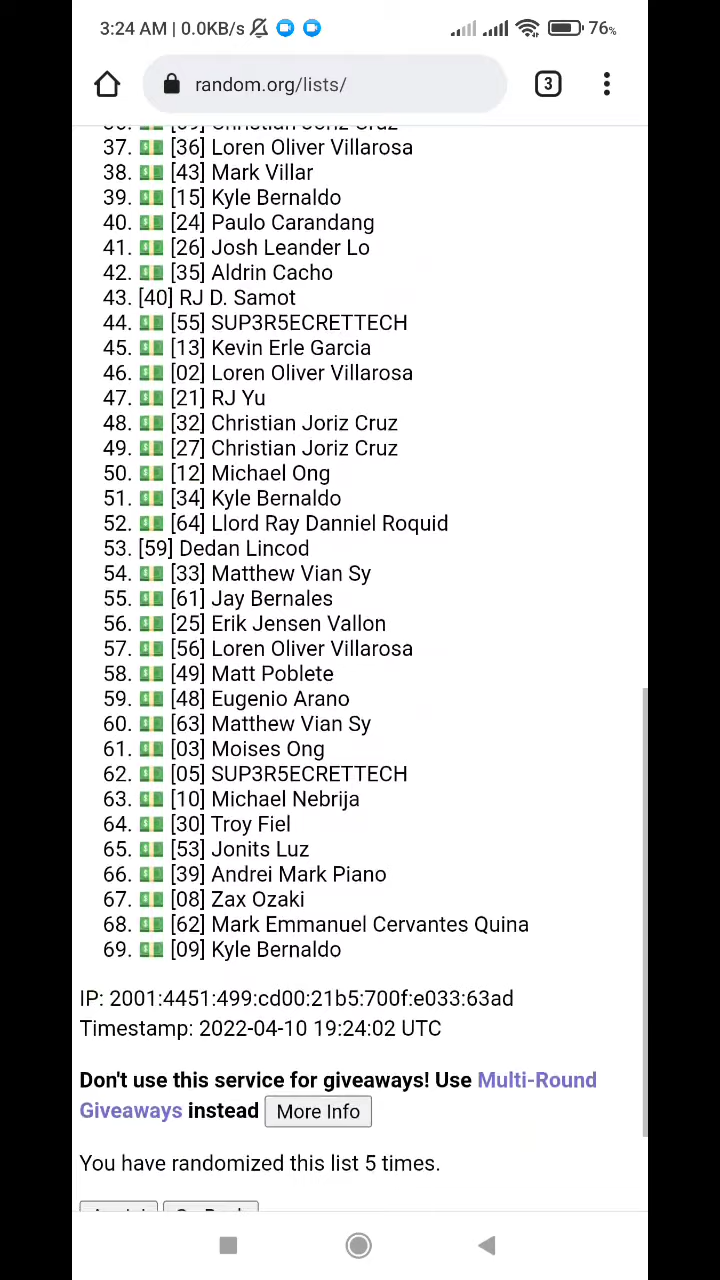 3:24 AM | 0.0KB/s 76%
random.org/lists/ 3
37. 💵 [36] Loren Oliver Villarosa
38. 💵 [43] Mark Villar
39. 💵 [15] Kyle Bernaldo
40. 💵 [24] Paulo Carandang
41. 💵 [26] Josh Leander Lo
42. 💵 [35] Aldrin Cacho
43. [40] RJ D. Samot
44. 💵 [55] SUP3R5ECRETTECH
45. 💵 [13] Kevin Erle Garcia
46. 💵 [02] Loren Oliver Villarosa
47. 💵 [21] RJ Yu
48. 💵 [32] Christian Joriz Cruz
49. 💵 [27] Christian Joriz Cruz
50. 💵 [12] Michael Ong
51. 💵 [34] Kyle Bernaldo
52. 💵 [64] Llord Ray Danniel Roquid
53. [59] Dedan Lincod
54. 💵 [33] Matthew Vian Sy
55. 💵 [61] Jay Bernales
56. 💵 [25] Erik Jensen Vallon
57. 💵 [56] Loren Oliver Villarosa
58. 💵 [49] Matt Poblete
59. 💵 [48] Eugenio Arano
60. 💵 [63] Matthew Vian Sy
61. 💵 [03] Moises Ong
62. 💵 [05] SUP3R5ECRETTECH
63. 💵 [10] Michael Nebrija
64. 💵 [30] Troy Fiel
65. 💵 [53] Jonits Luz
66. 💵 [39] Andrei Mark Piano
67. 💵 [08] Zax Ozaki
68. 💵 [62] Mark Emmanuel Cervantes Quina
69. 💵 [09] Kyle Bernaldo
IP: 2001:4451:499:cd00:21b5:700f:e033:63ad
Timestamp: 2022-04-10 19:24:02 UTC
Don't use this service for giveaways! Use Multi-Round
Giveaways instead More Info
You have randomized this list 5 times.